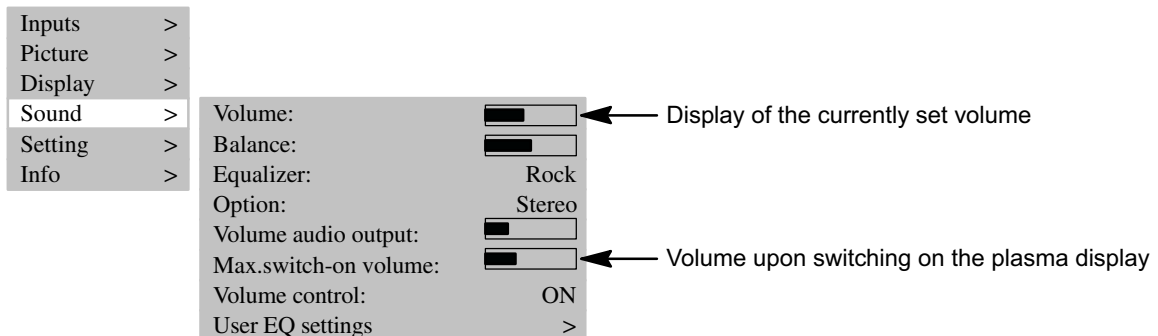 Inputs >
Picture >
Display >
Sound >
Setting >
Info >
Volume:
Balance:
Equalizer: Rock
Option: Stereo
Volume audio output:
Max.switch-on volume:
Volume control: ON
User EQ settings >
Display of the currently set volume
Volume upon switching on the plasma display